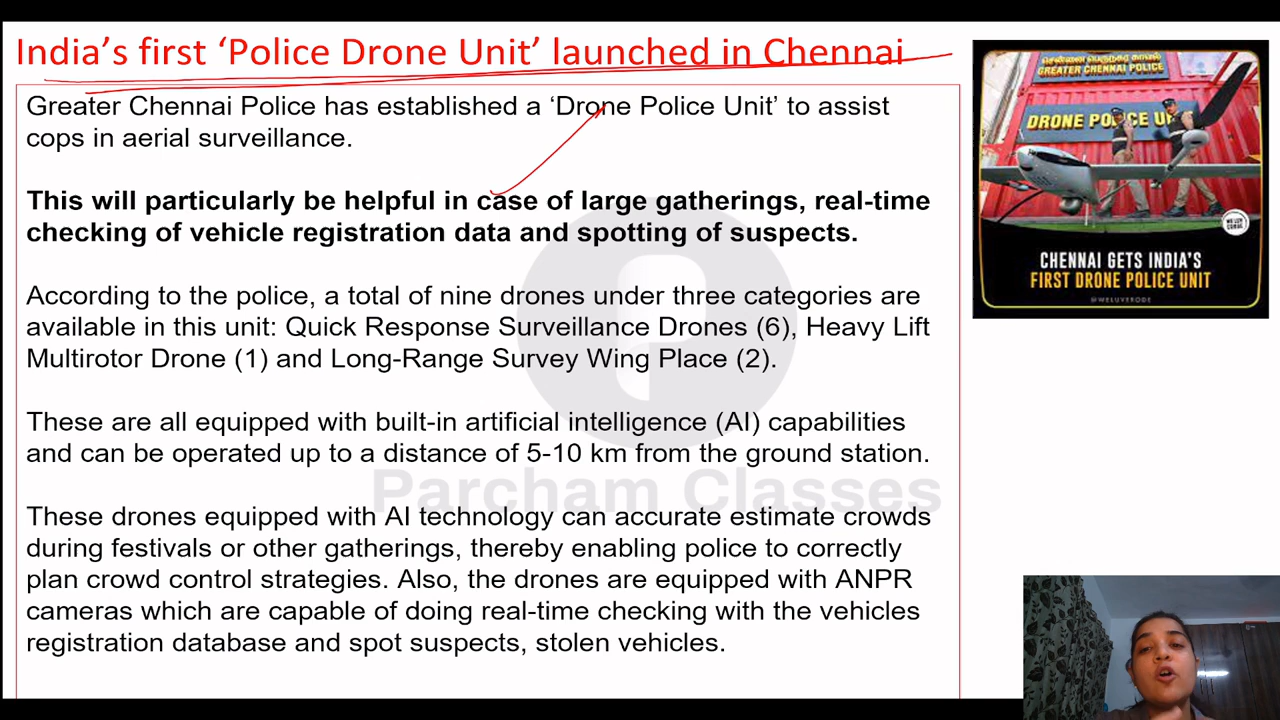 India's first 'Police Drone Unit' launched in Chennai
Greater Chennai Police has established a 'Drone Police Unit' to assist
cops in aerial surveillance.
This will particularly be helpful in case of large gatherings, real-time
checking of vehicle registration data and spotting of suspects.
According to the police, a total of nine drones under three categories are
available in this unit: Quick Response Surveillance Drones (6), Heavy Lift
Multirotor Drone (1) and Long-Range Survey Wing Place (2).
These are all equipped with built-in artificial intelligence (AI) capabilities
and can be operated up to a distance of 5-10 km from the ground station.
Parcham Classes
These drones equipped with AI technology can accurate estimate crowds
during festivals or other gatherings, thereby enabling police to correctly
plan crowd control strategies. Also, the drones are equipped with ANPR
cameras which are capable of doing real-time checking with the vehicles
registration database and spot suspects, stolen vehicles.
GREATER CHENNAI POLICE
DRONE POLICE
CHENNAI GETS INDIA'S
FIRST DRONE POLICE UNIT
@WELUVERODE